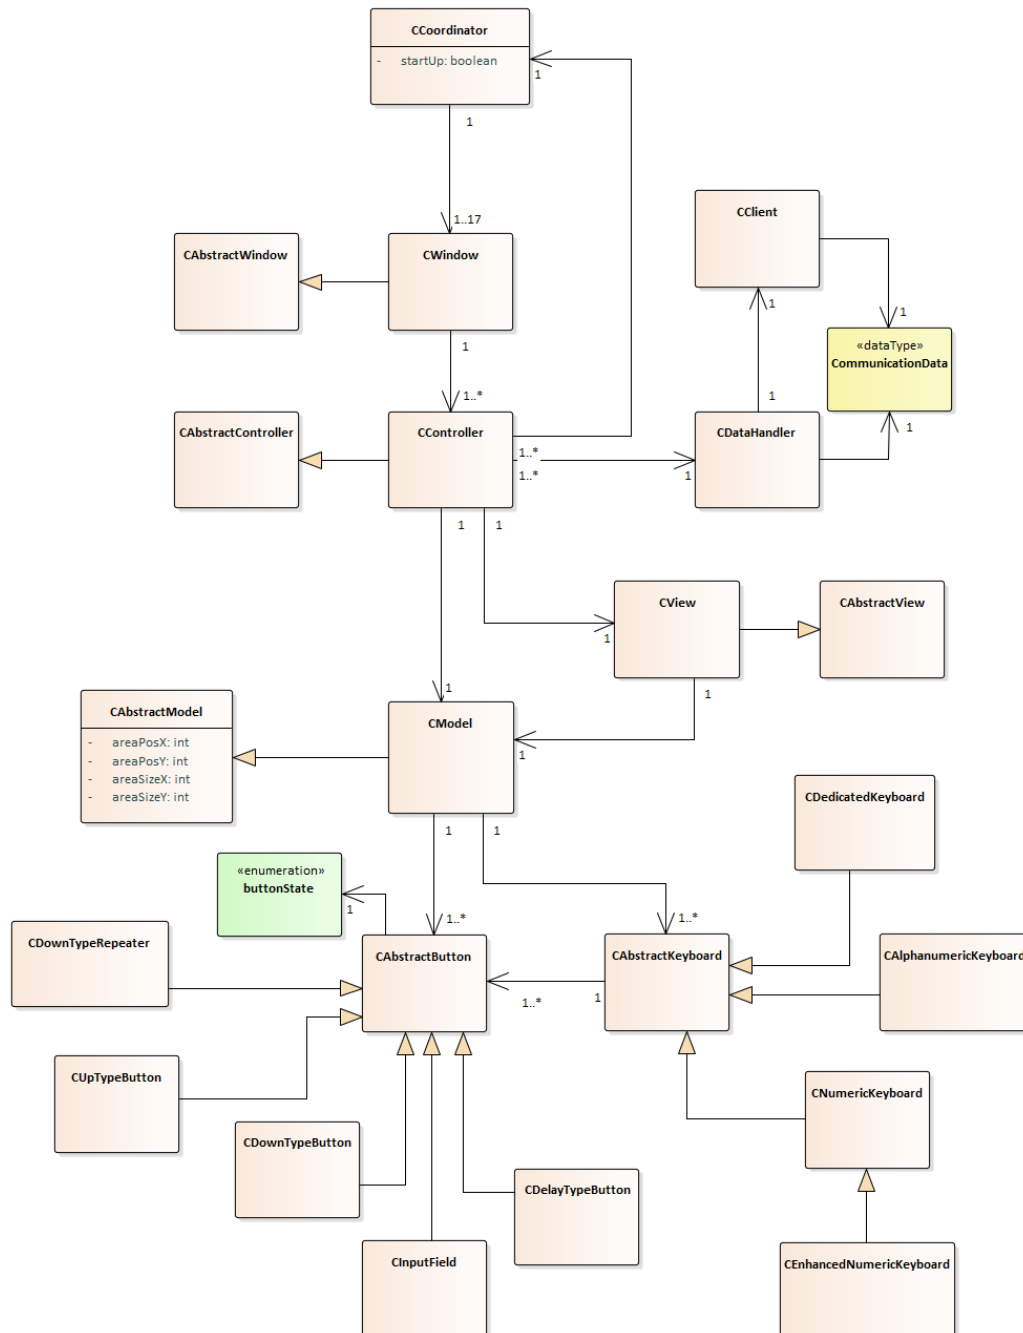 CCoordinator
- startUp: boolean
1
1
1..17
CAbstractWindow
CWindow
CClient
1
1
1
«dataType»
CommunicationData
1..*
1
1
CAbstractController
CController
CDataHandler
1..*
1..*
1
1
1
CView
CAbstractView
1
1
1
CAbstractModel
- areaPosX: int
- areaPosY: int
- areaSizeX: int
- areaSizeY: int
CModel
1
CDedicatedKeyboard
1
1
«enumeration»
buttonState
1
1..*
1..*
CDownTypeRepeater
CAbstractButton
CAbstractKeyboard
CAlphanumericKeyboard
1..*
1
CUpTypeButton
CNumericKeyboard
CDownTypeButton
CDelayTypeButton
CInputField
CEnhancedNumericKeyboard